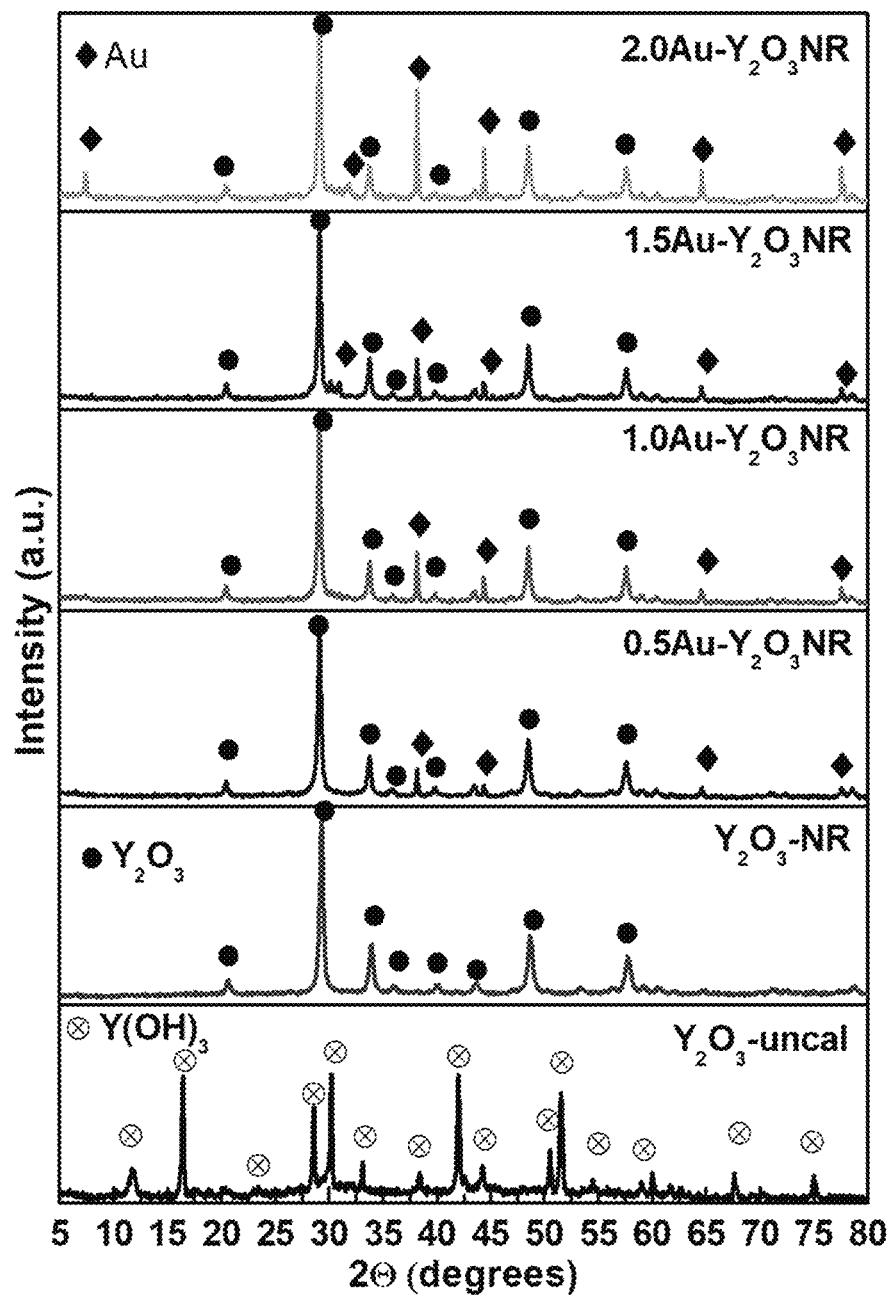 Au
2.0Au-Y₂O₃NR
1.5Au-Y₂O₃NR
1.0Au-Y₂O₃NR
0.5Au-Y₂O₃NR
Y₂O₃
Y₂O₃-NR
Y(OH)₃
Y₂O₃-uncal
Intensity (a.u.)
5 10 15 20 25 30 35 40 45 50 55 60 65 70 75 80
2Θ (degrees)